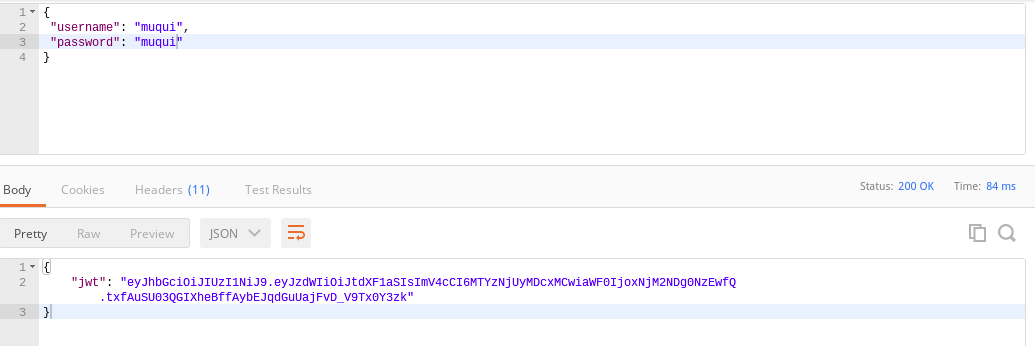 1 {
2 "username": "muqui",
3 "password": "muqui"
4 }
Body Cookies Headers (11) Test Results Status: 200 OK Time: 84 ms
Pretty Raw Preview JSON
1 {
2 "jwt": "eyJhbGciOiJIUzI1NiJ9.eyJzdWIiOiJtdXF1aSIsImV4cCI6MTYzNjUyMDcxMCwiaWF0IjoxNjM2NDg0NzEwfQ
.txfAuSU03QGIXheBffAybEJqdGuUajFvD_V9Tx0Y3zk"
3 }